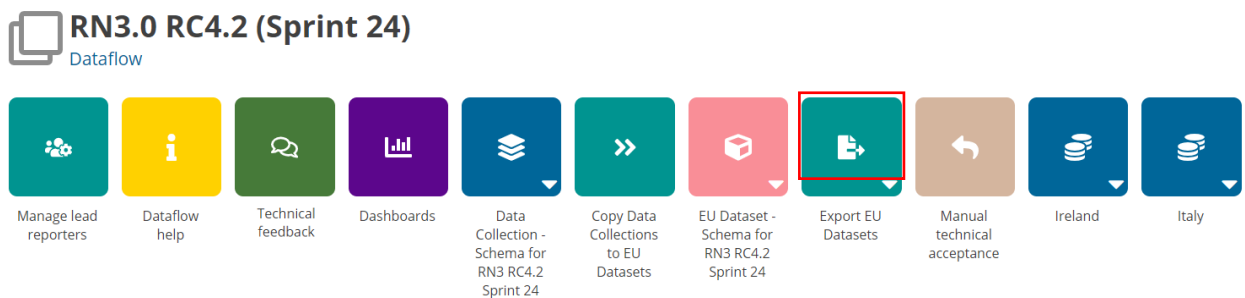 RN3.0 RC4.2 (Sprint 24)
Dataflow
Manage lead
reporters
Dataflow
help
Technical
feedback
Dashboards
Data
Collection -
Schema for
RN3 RC4.2
Sprint 24
Copy Data
Collections
to EU
Datasets
EU Dataset -
Schema for
RN3 RC4.2
Sprint 24
Export EU
Datasets
Manual
technical
acceptance
Ireland
Italy